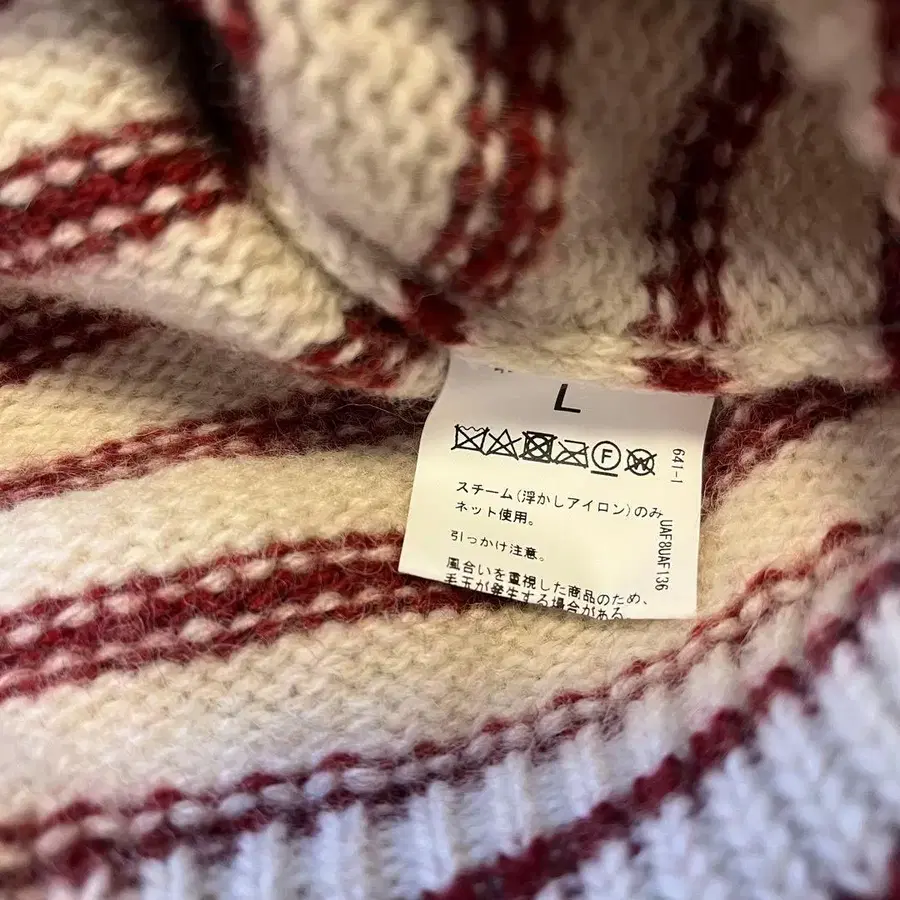 L
F
W
スチーム(浮かしアイロン)のみ
ネット使用。
引っかけ注意。
風合いを重視した商品のため、
毛玉が発生する場合がある
641-1
UAF8UAF136